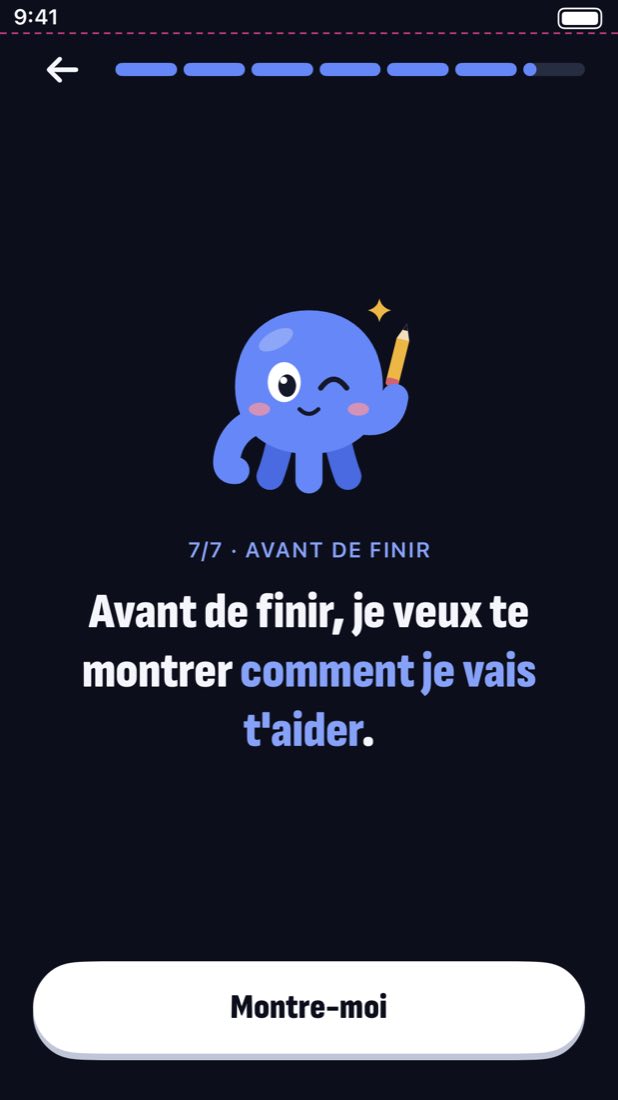 9:41
7/7 · AVANT DE FINIR
Avant de finir, je veux te
montrer comment je vais
t'aider.
Montre-moi